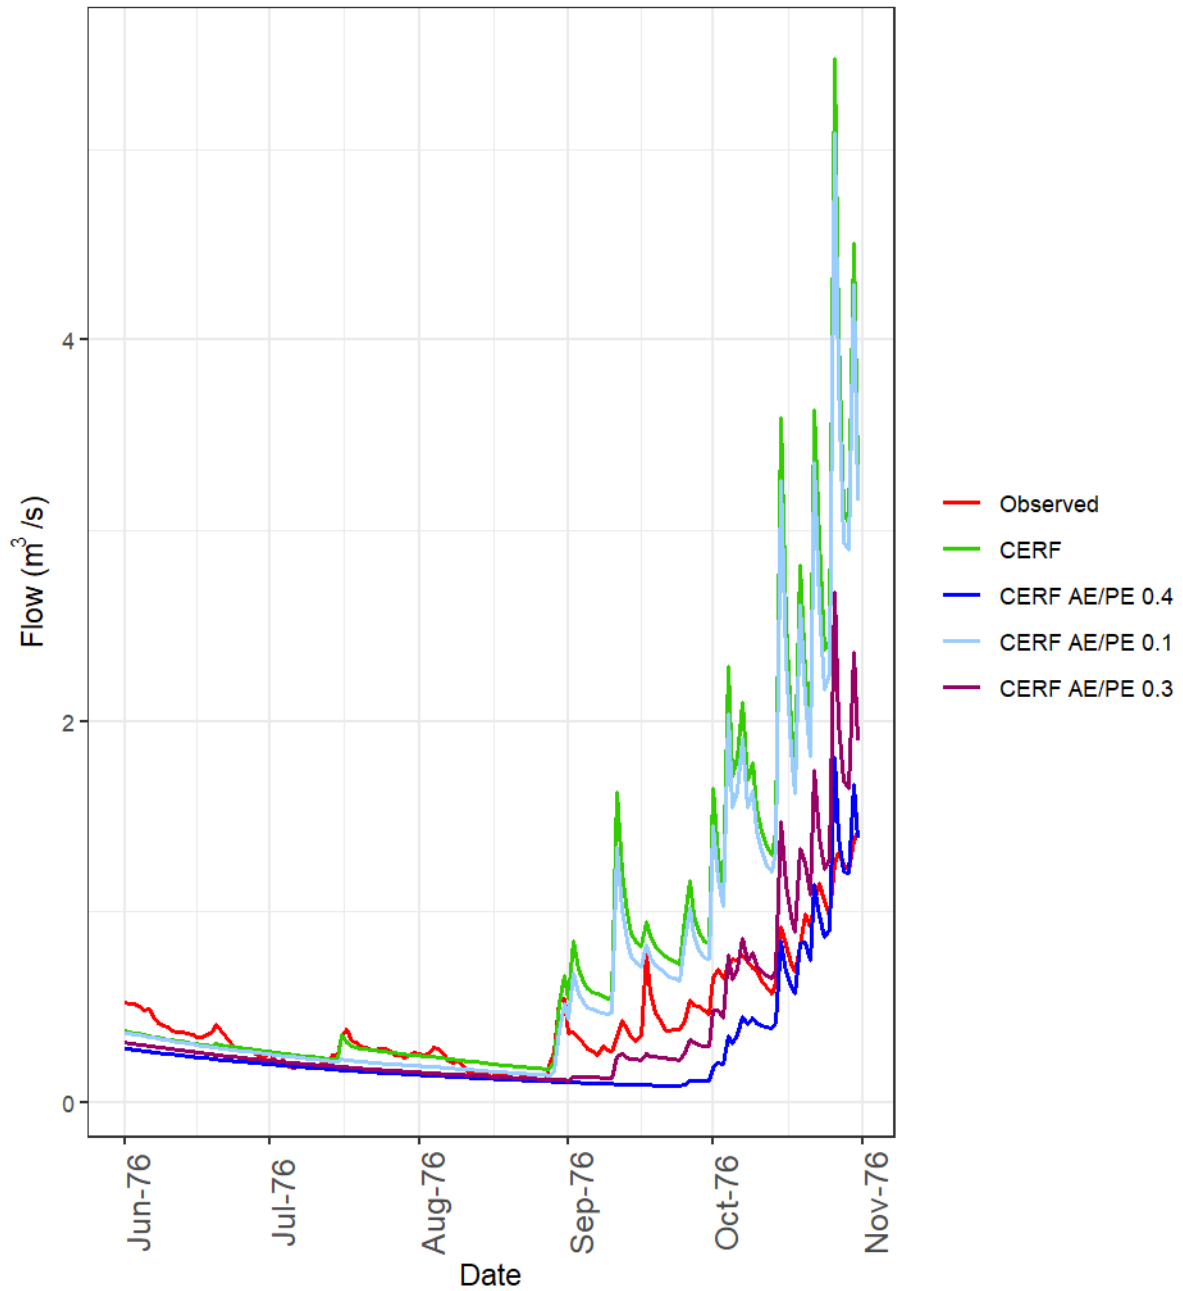 4
2
0
Flow (m³ /s)
Jun-76
Jul-76
Aug-76
Sep-76
Oct-76
Nov-76
Date
Observed
CERF
CERF AE/PE 0.4
CERF AE/PE 0.1
CERF AE/PE 0.3